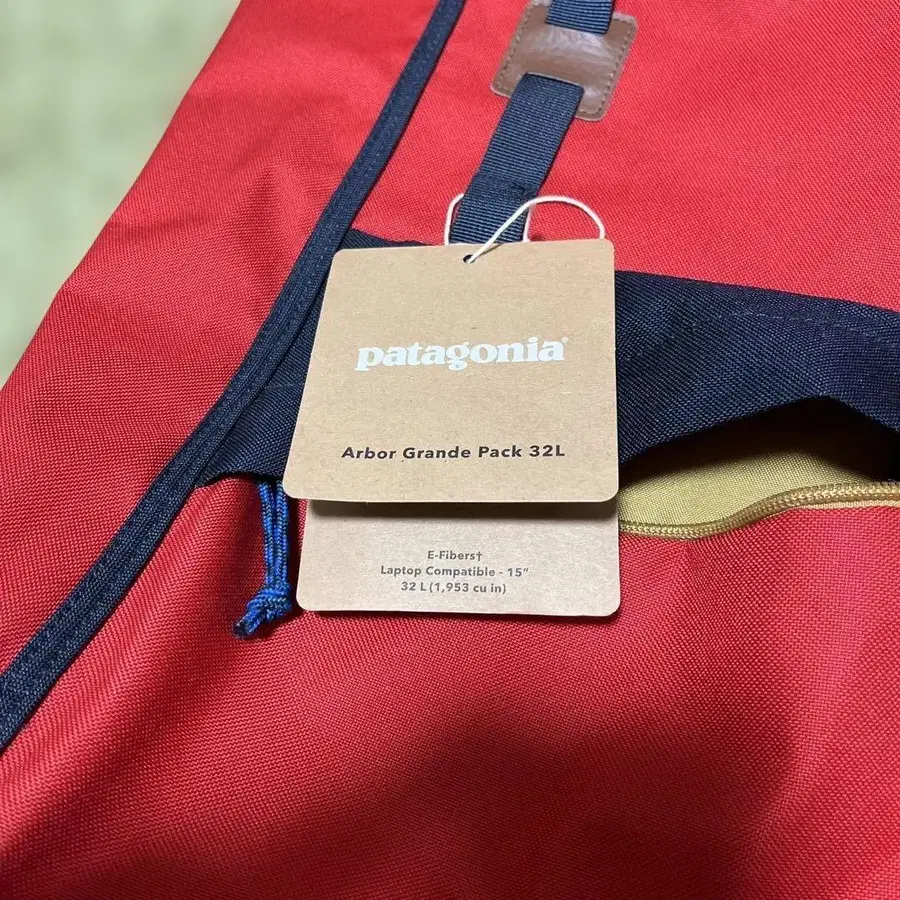 patagonia®
Arbor Grande Pack 32L
E-Fibers†
Laptop Compatible - 15"
32 L (1,953 cu in)